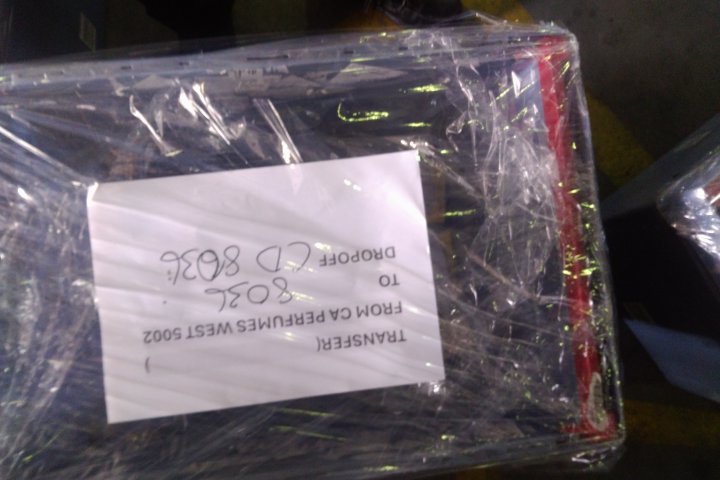 TRANSFER( )
FROM CA PERFUMES WEST 5002
TO 8036
DROPOFF CD 8036